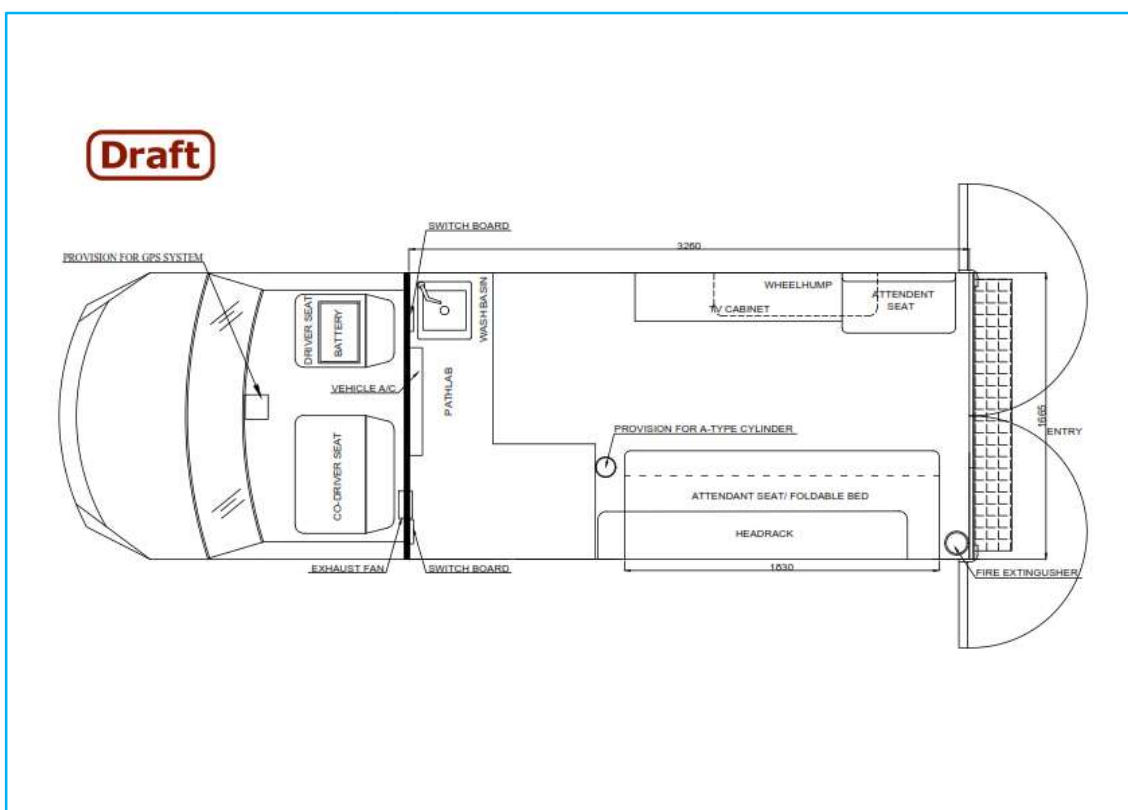 Draft
SWITCH BOARD
PROVISION FOR GPS SYSTEM
3260
DRIVER SEAT
BATTERY
WASH BASIN
WHEELHUMP
TV CABINET
ATTENDENT
SEAT
VEHICLE A/C
PATHLAB
CO-DRIVER SEAT
PROVISION FOR A-TYPE CYLINDER
1665
ENTRY
ATTENDANT SEAT/ FOLDABLE BED
HEADRACK
EXHAUST FAN
SWITCH BOARD
1830
FIRE EXTINGUSHER